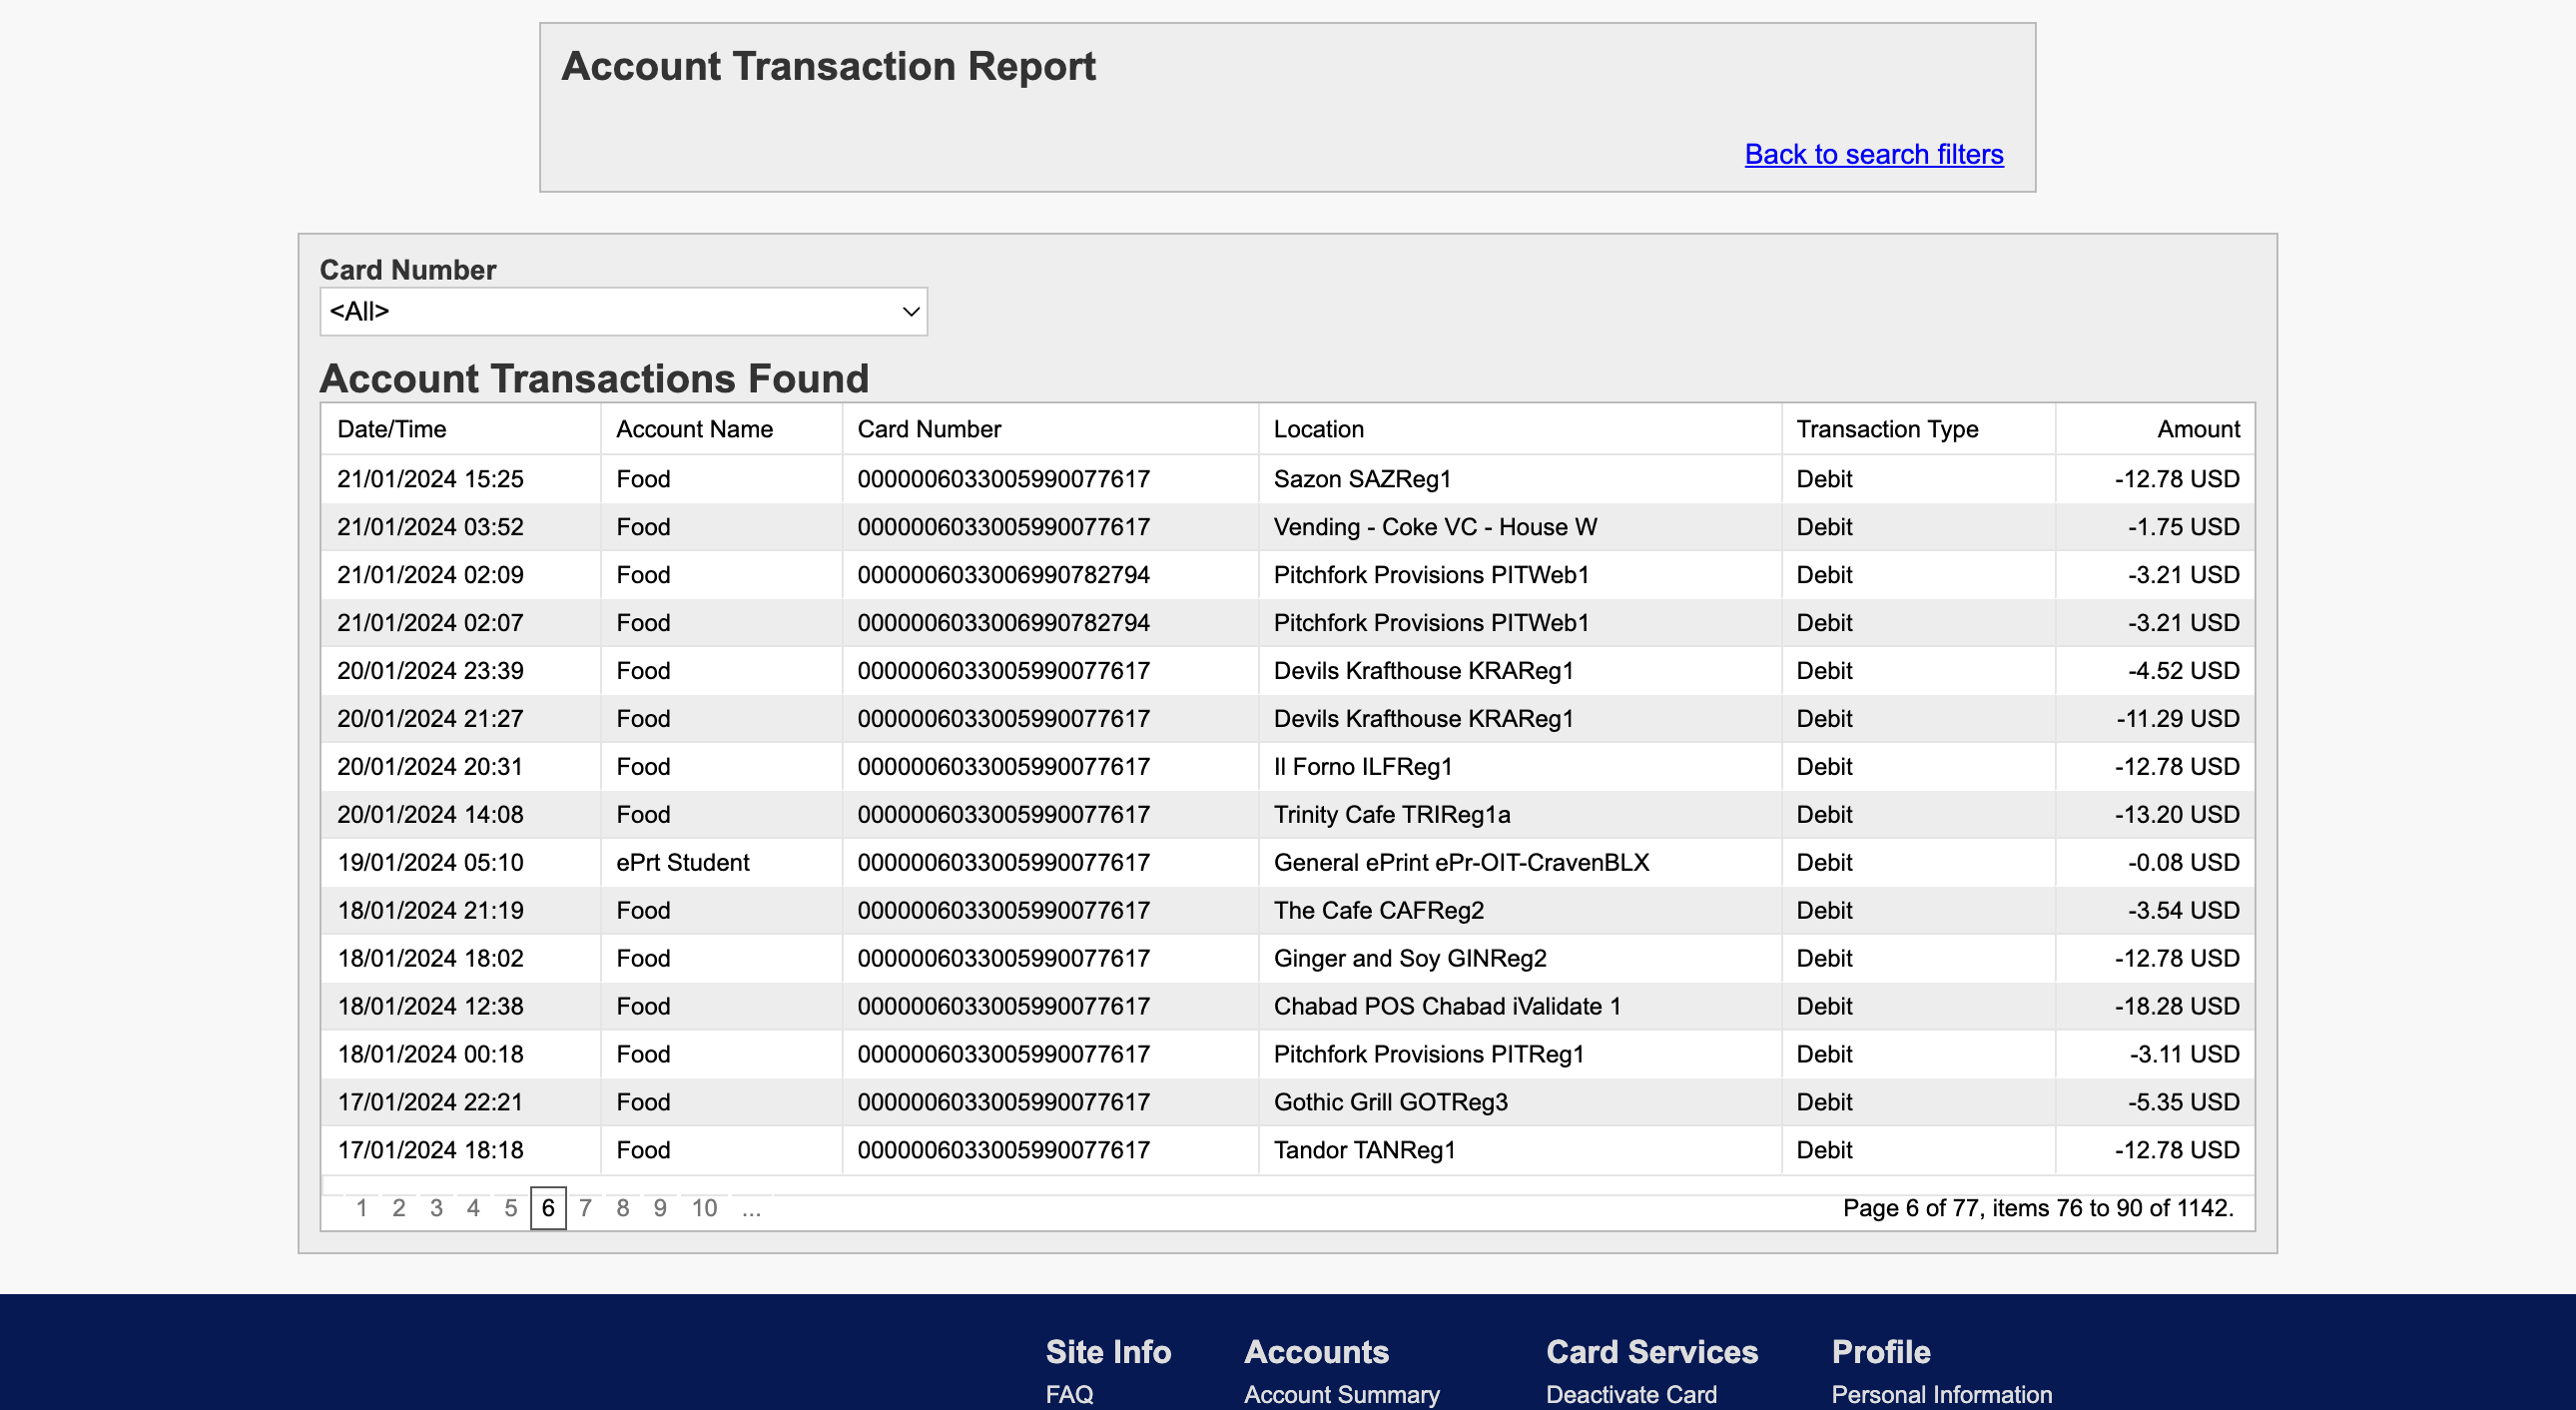 Account Transaction Report
Back to search filters
Card Number
<All>
Account Transactions Found
Date/Time Account Name Card Number Location Transaction Type Amount
21/01/2024 15:25 Food 0000006033005990077617 Sazon SAZReg1 Debit -12.78 USD
21/01/2024 03:52 Food 0000006033005990077617 Vending - Coke VC - House W Debit -1.75 USD
21/01/2024 02:09 Food 0000006033006990782794 Pitchfork Provisions PITWeb1 Debit -3.21 USD
21/01/2024 02:07 Food 0000006033006990782794 Pitchfork Provisions PITWeb1 Debit -3.21 USD
20/01/2024 23:39 Food 0000006033005990077617 Devils Krafthouse KRAReg1 Debit -4.52 USD
20/01/2024 21:27 Food 0000006033005990077617 Devils Krafthouse KRAReg1 Debit -11.29 USD
20/01/2024 20:31 Food 0000006033005990077617 Il Forno ILFReg1 Debit -12.78 USD
20/01/2024 14:08 Food 0000006033005990077617 Trinity Cafe TRIReg1a Debit -13.20 USD
19/01/2024 05:10 ePrt Student 0000006033005990077617 General ePrint ePr-OIT-CravenBLX Debit -0.08 USD
18/01/2024 21:19 Food 0000006033005990077617 The Cafe CAFReg2 Debit -3.54 USD
18/01/2024 18:02 Food 0000006033005990077617 Ginger and Soy GINReg2 Debit -12.78 USD
18/01/2024 12:38 Food 0000006033005990077617 Chabad POS Chabad iValidate 1 Debit -18.28 USD
18/01/2024 00:18 Food 0000006033005990077617 Pitchfork Provisions PITReg1 Debit -3.11 USD
17/01/2024 22:21 Food 0000006033005990077617 Gothic Grill GOTReg3 Debit -5.35 USD
17/01/2024 18:18 Food 0000006033005990077617 Tandor TANReg1 Debit -12.78 USD
1 2 3 4 5 6 7 8 9 10 ... Page 6 of 77, items 76 to 90 of 1142.
Site Info Accounts Card Services Profile
FAQ Account Summary Deactivate Card Personal Information